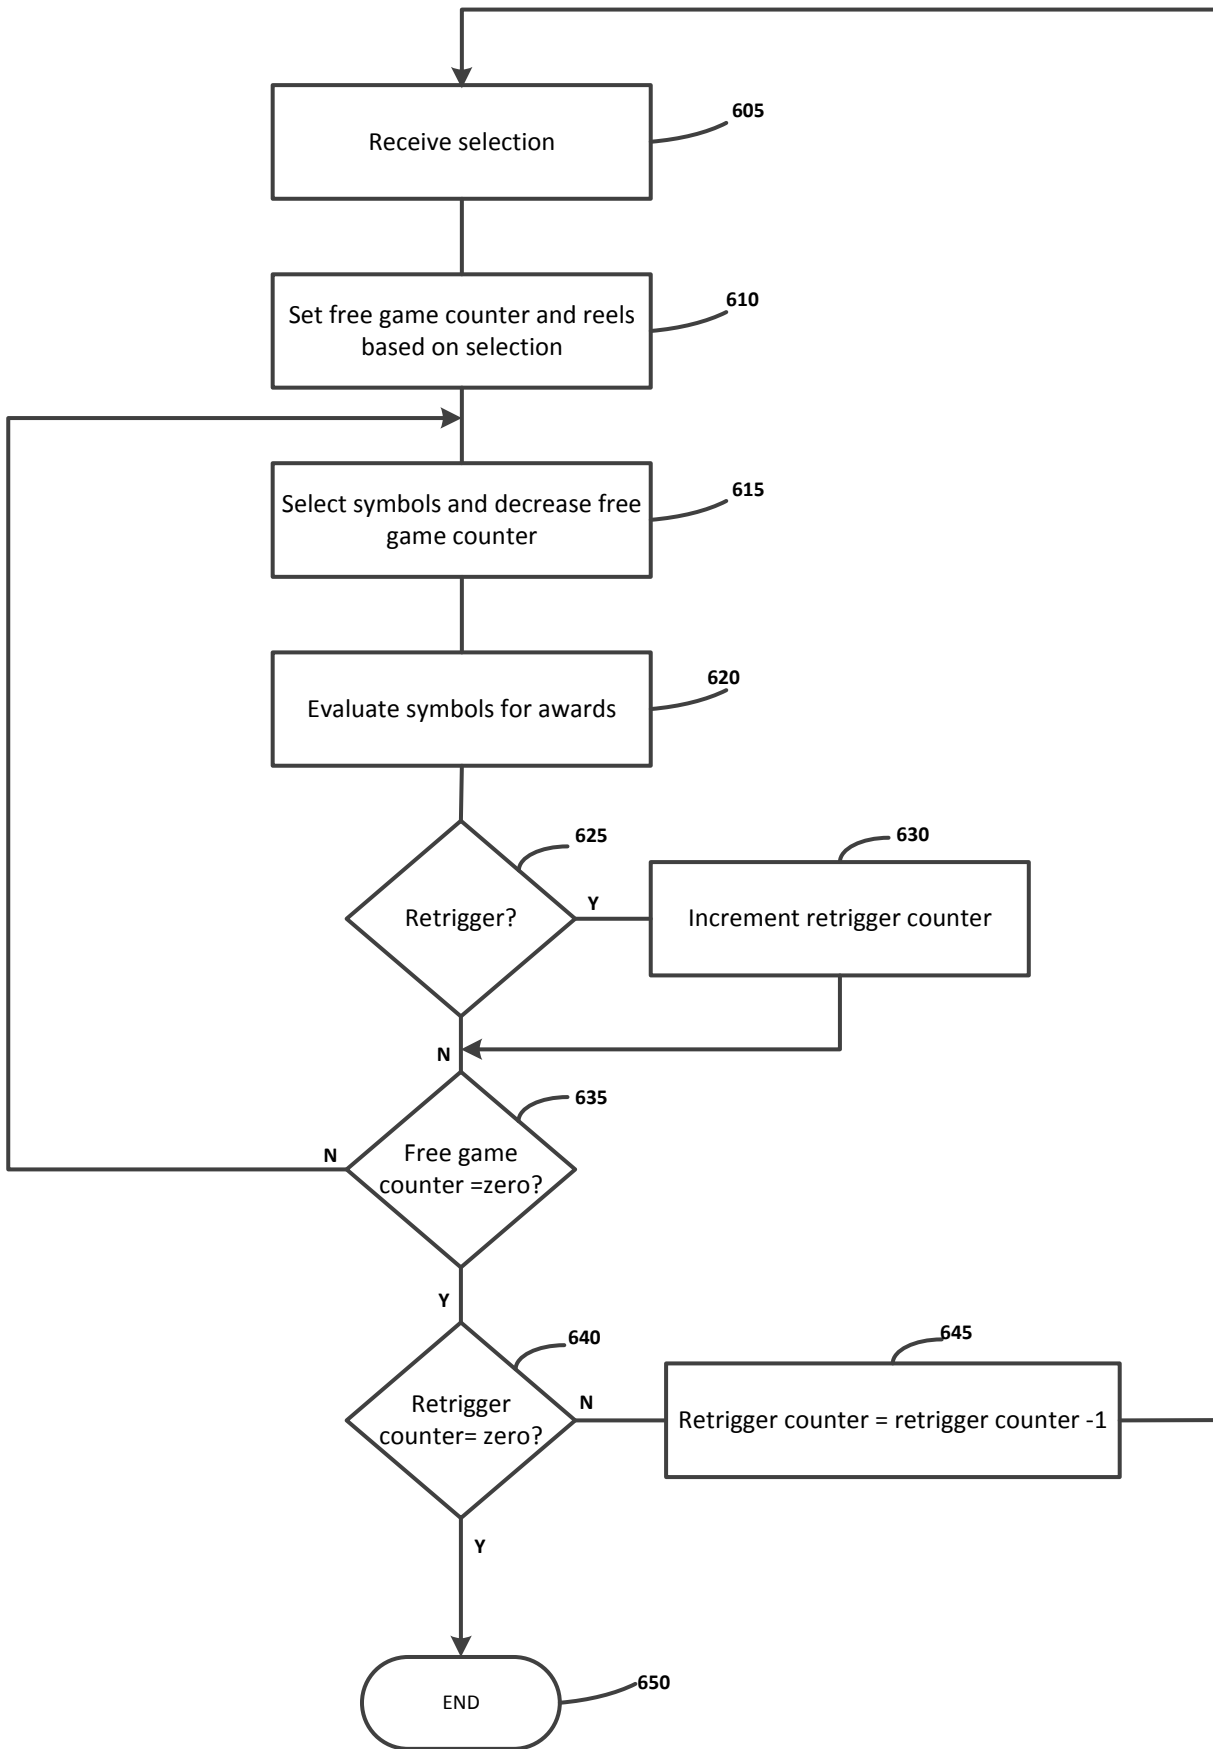 605
Receive selection
610
Set free game counter and reels
based on selection
615
Select symbols and decrease free
game counter
620
Evaluate symbols for awards
625
630
Retrigger?
Y
Increment retrigger counter
N
635
N
Free game
counter =zero?
Y
640
645
Retrigger
counter= zero?
N
Retrigger counter = retrigger counter -1
Y
650
END